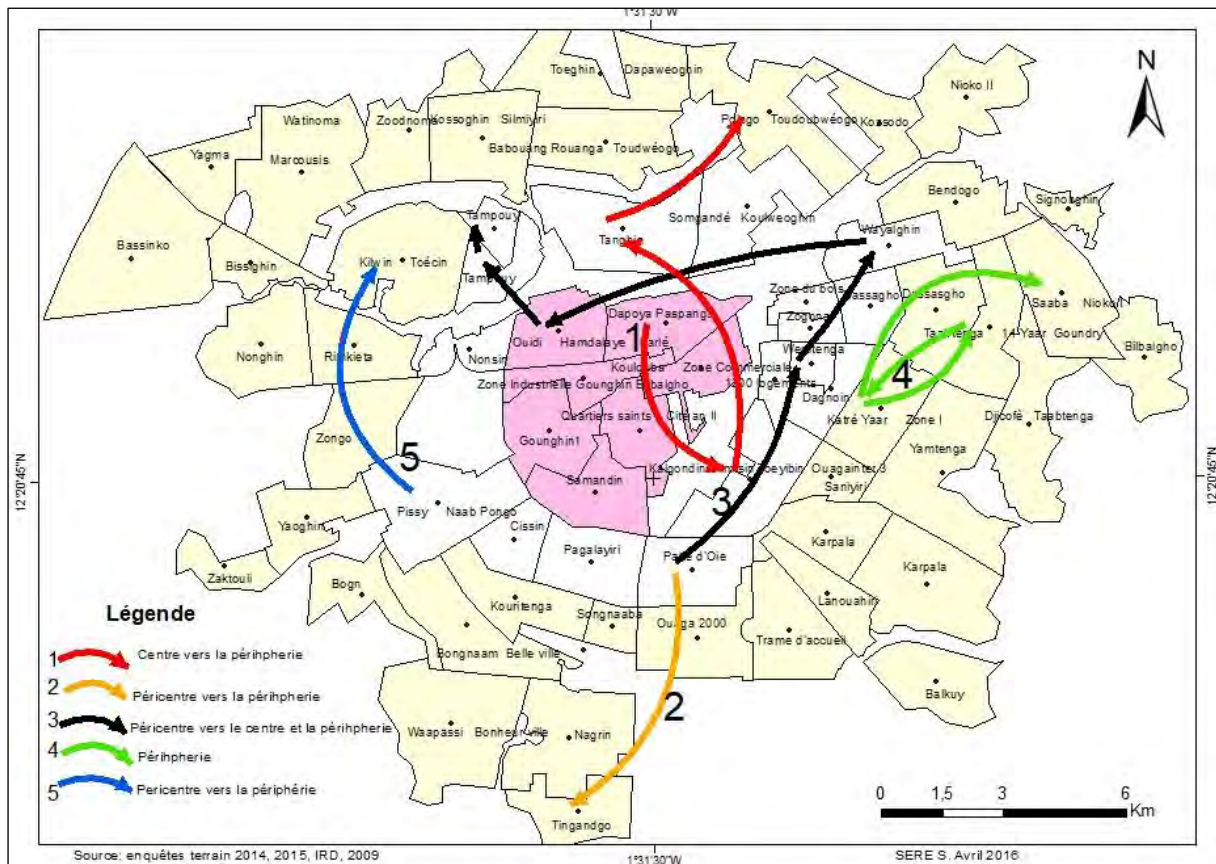 1°31'30"W
N
Toeghin Dapaweoghin
Nioko II
Watinoma
Zoodnoma Kossoghin Silmiyiri
Toudoubwéogo Kossodo
Babouang Rouanga Toudwéogo
Yagma
Marcousis
Bendogo
Signonghin
Tampouy
Somgandé Koulweoghin
Tanghin
Wayalghin
Bassinko
Bissighin
Kilwin Toécin
Tampouy
Zone du bois
Dassasgho
Saaba Nioko I
Zogona
Dapoya Paspanga
1
Ouidi Hamdalaye Larlé
14-Yaar Goundry
Bilbalgho
Nonghin
Rimkieta
Nonsin
Koulouba Zone Commerciale
Wemtenga
1200 logements
4
Zone Industrielle Gounghin Bilbalgho
Dagnoin
Katré Yaar Zone I
Djicofè Taabtenga
Quartiers saints Cité an II
Gounghin1
Zongo
5
Yamtenga
Ouagainter 3
Saniyiri
12°20'45"N
12°20'45"N
Samandin
3
Pissy Naab Pongo
Cissin
Yaoghin
Pagalayiri
Patte d'Oie
Karpala
Karpala
Zaktouli
Bogn
Kouritenga
Songnaaba
Ouaga 2000
Lanouahin
Trame d'accueil
Bongnaam Belle ville
Balkuy
2
Waapassi Bonheur ville
Nagrin
Tingandgo
Légende
1 Centre vers la périhpherie
2 Péricentre vers la périhpherie
3 Péricentre vers le centre et la périhpherie
4 Périhpherie
5 Pericentre vers la périphérie
0 1,5 3 6
Km
Source: enquêtes terrain 2014, 2015, IRD, 2009
1°31'30"W
SERE S. Avril 2016